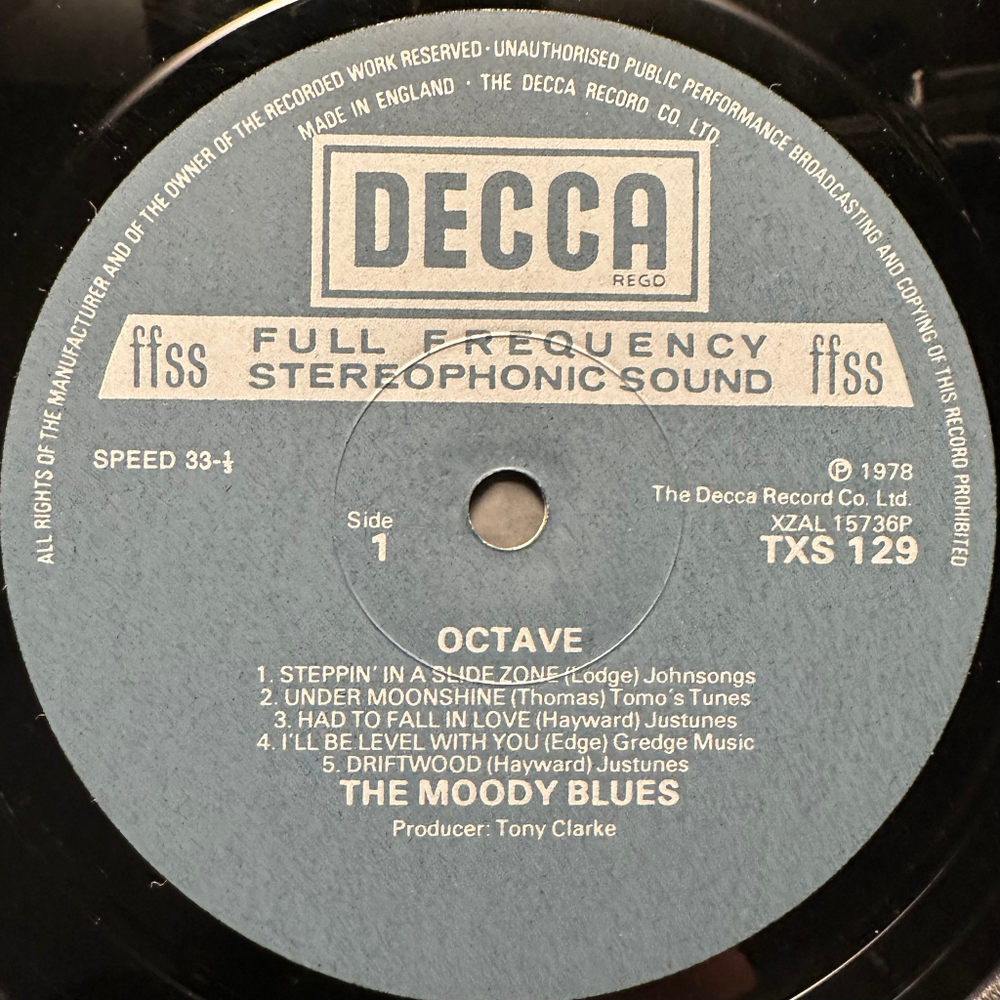 ALL RIGHTS OF THE MANUFACTURER AND OF THE OWNER OF THE RECORDED WORK RESERVED · UNAUTHORISED PUBLIC PERFORMANCE BROADCASTING AND COPYING OF THIS RECORD PROHIBITED
MADE IN ENGLAND · THE DECCA RECORD CO. LTD.
DECCA
REGD
ffss FULL FREQUENCY ffss
STEREOPHONIC SOUND
SPEED 33-⅓
℗ 1978
The Decca Record Co. Ltd.
Side
1
XZAL 15736P
TXS 129
OCTAVE
1. STEPPIN' IN A SLIDE ZONE (Lodge) Johnsongs
2. UNDER MOONSHINE (Thomas) Tomo's Tunes
3. HAD TO FALL IN LOVE (Hayward) Justunes
4. I'LL BE LEVEL WITH YOU (Edge) Gredge Music
5. DRIFTWOOD (Hayward) Justunes
THE MOODY BLUES
Producer: Tony Clarke